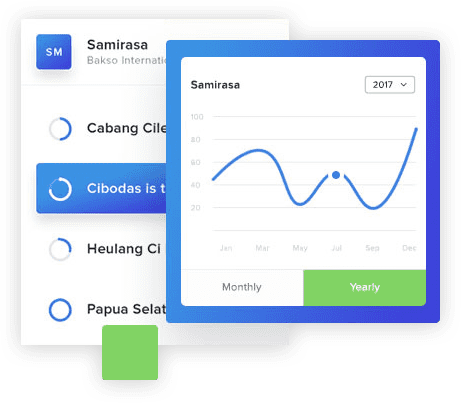 SM
Samirasa
Bakso Internatio
Cabang Cile
Cibodas is t
Heulang Ci
Papua Selat
Samirasa
2017
100
80
60
40
20
Jan Mar May Jul Sep Dec
Monthly Yearly